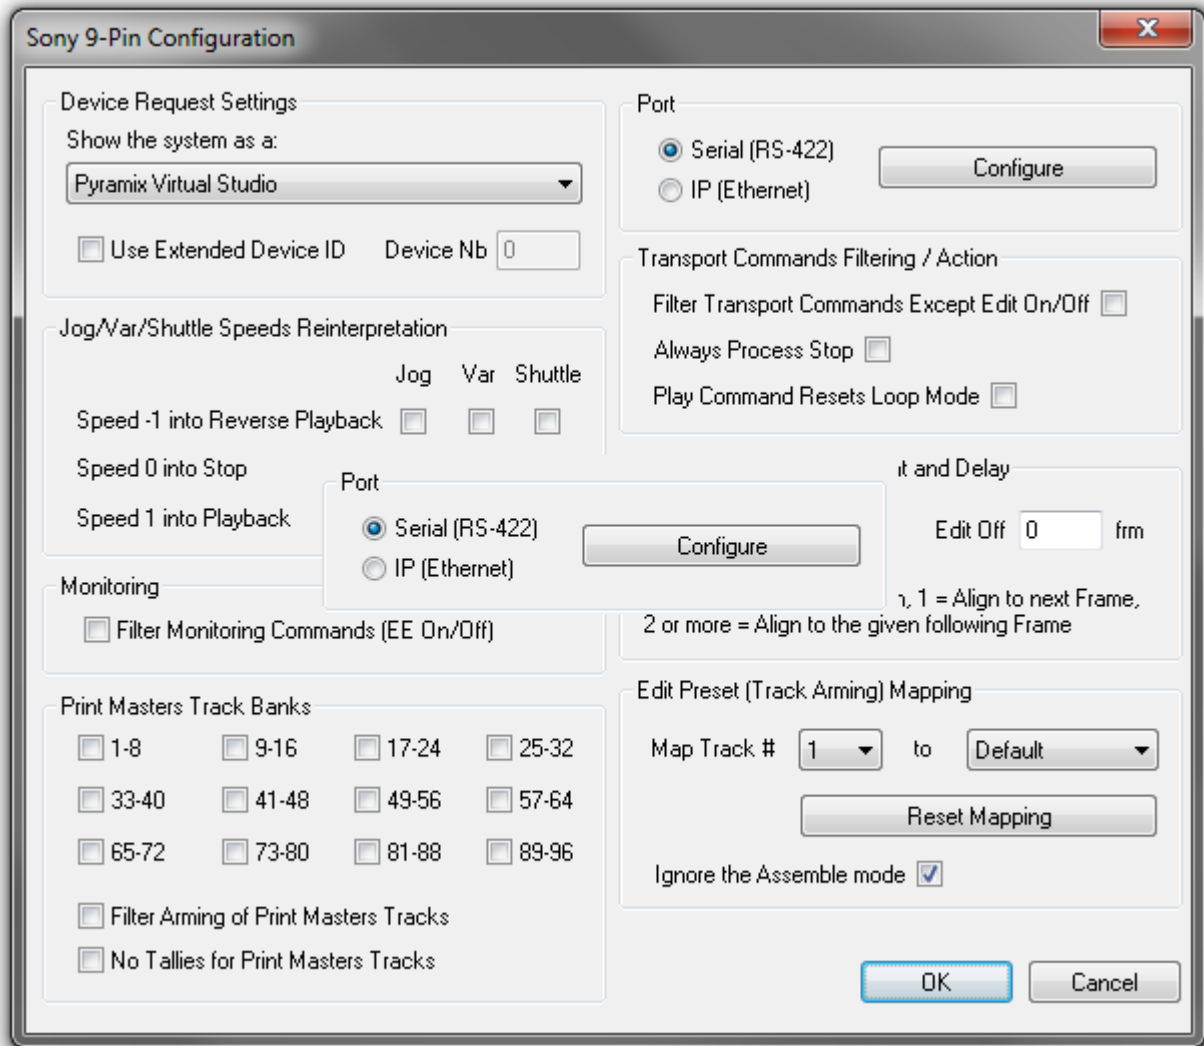 Sony 9-Pin Configuration
Device Request Settings
Show the system as a:
Pyramix Virtual Studio
Use Extended Device ID Device Nb 0
Jog/Var/Shuttle Speeds Reinterpretation
Jog Var Shuttle
Speed -1 into Reverse Playback
Speed 0 into Stop
Speed 1 into Playback
Monitoring
Filter Monitoring Commands (EE On/Off)
Print Masters Track Banks
1-8 9-16 17-24 25-32
33-40 41-48 49-56 57-64
65-72 73-80 81-88 89-96
Filter Arming of Print Masters Tracks
No Tallies for Print Masters Tracks
Port
Serial (RS-422)
IP (Ethernet)
Configure
Transport Commands Filtering / Action
Filter Transport Commands Except Edit On/Off
Always Process Stop
Play Command Resets Loop Mode
Port
Serial (RS-422)
IP (Ethernet)
Configure
and Delay
Edit Off 0 frm
1 = Align to next Frame,
2 or more = Align to the given following Frame
Edit Preset (Track Arming) Mapping
Map Track # 1 to Default
Reset Mapping
Ignore the Assemble mode
OK Cancel